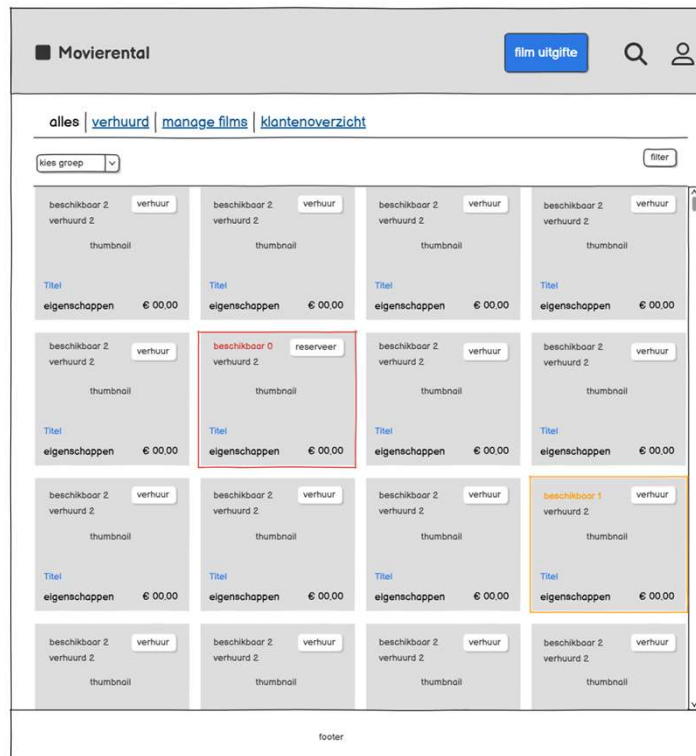 Movierental
film uitgifte
alles | verhuurd | manage films | klantenoverzicht
kies groep
filter
beschikbaar 2 verhuur
verhuurd 2
thumbnail
Titel
eigenschappen € 00,00
beschikbaar 2 verhuur
verhuurd 2
thumbnail
Titel
eigenschappen € 00,00
beschikbaar 2 verhuur
verhuurd 2
thumbnail
Titel
eigenschappen € 00,00
beschikbaar 2 verhuur
verhuurd 2
thumbnail
Titel
eigenschappen € 00,00
beschikbaar 2 verhuur
verhuurd 2
thumbnail
Titel
eigenschappen € 00,00
beschikbaar 0 reserveer
verhuurd 2
thumbnail
Titel
eigenschappen € 00,00
beschikbaar 2 verhuur
verhuurd 2
thumbnail
Titel
eigenschappen € 00,00
beschikbaar 2 verhuur
verhuurd 2
thumbnail
Titel
eigenschappen € 00,00
beschikbaar 2 verhuur
verhuurd 2
thumbnail
Titel
eigenschappen € 00,00
beschikbaar 2 verhuur
verhuurd 2
thumbnail
Titel
eigenschappen € 00,00
beschikbaar 2 verhuur
verhuurd 2
thumbnail
Titel
eigenschappen € 00,00
beschikbaar 1 verhuur
verhuurd 2
thumbnail
Titel
eigenschappen € 00,00
beschikbaar 2 verhuur
verhuurd 2
thumbnail
beschikbaar 2 verhuur
verhuurd 2
thumbnail
beschikbaar 2 verhuur
verhuurd 2
thumbnail
beschikbaar 2 verhuur
verhuurd 2
thumbnail
footer